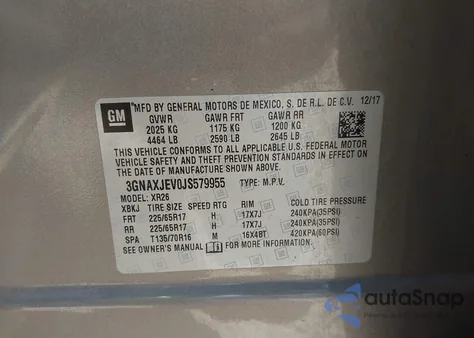 GM
MFD BY GENERAL MOTORS DE MEXICO, S. DE R.L. DE C.V. 12/17
GVWR GAWR FRT GAWR RR
2025 KG 1175 KG 1200 KG
4464 LB 2590 LB 2645 LB
THIS VEHICLE CONFORMS TO ALL APPLICABLE U.S. FEDERAL MOTOR
VEHICLE SAFETY, BUMPER, AND THEFT PREVENTION STANDARDS
IN EFFECT ON THE DATE OF MANUFACTURE SHOWN ABOVE.
3GNAXJEV0JS579955 TYPE: M.P.V.
MODEL: XR26
XBKJ TIRE SIZE SPEED RTG RIM COLD TIRE PRESSURE
FRT 225/65R17 H 17X7J 240KPA(35PSI)
RR 225/65R17 H 17X7J 240KPA(35PSI)
SPA T135/70R16 M 16X4BT 420KPA(60PSI)
SEE OWNER'S MANUAL FOR MORE INFORMATION.
autoSnap